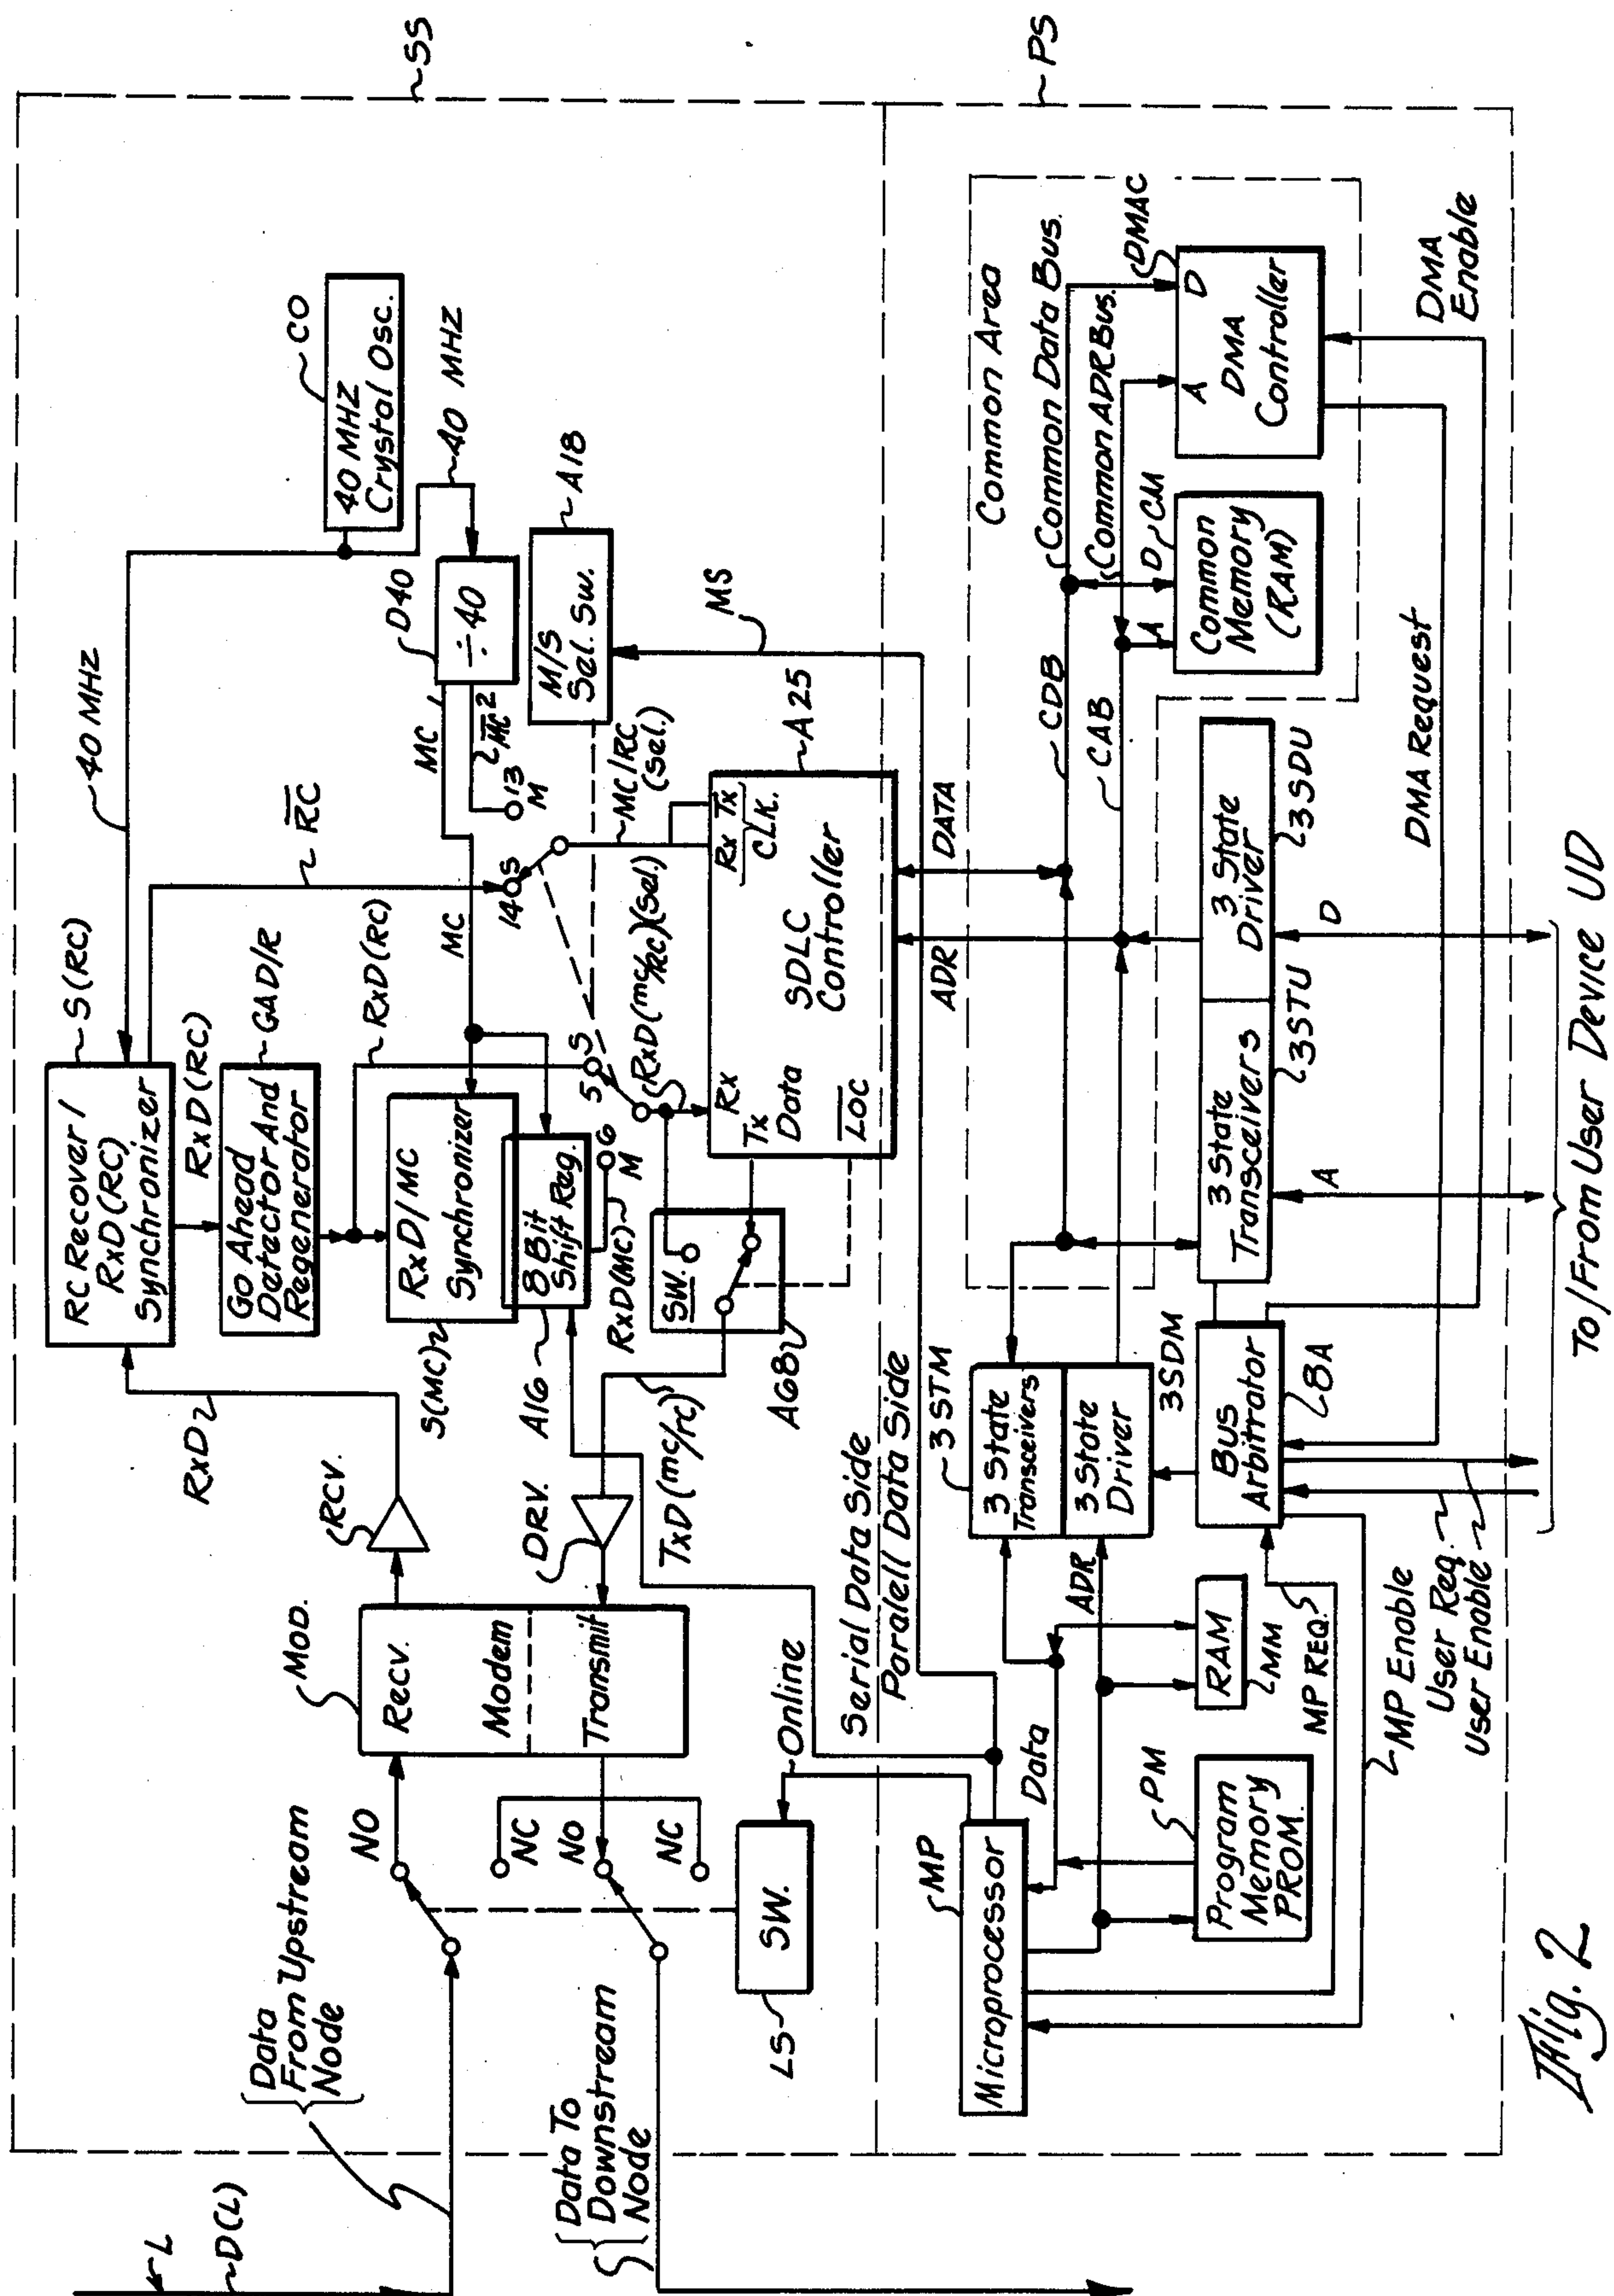 L
D(L)
Data
From Upstream
Node
Data To
Downstream
Node
NO
NC
NO
NC
SW.
LS
Online
MOD.
Recv.
Modem
Transmit
RCV.
DRV.
RxD
TxD (mc/rc)
RC Recover /
RxD (RC)
Synchronizer
S (RC)
RxD (RC)
Go Ahead
Detector And
Regenerator
GAD/R
RxD (RC)
RxD/MC
Synchronizer
S(MC)
8 Bit
Shift Reg.
A16
RxD (MC)
6
M
5
S
SW.
A68
RxD (mc/rc)(sel.)
40 MHZ
R̅C̅
MC
14
S
13
M
MC
M̅C̅ 2
D40
÷ 40
40 MHZ
Crystal Osc.
CO
40 MHZ
M/S
Sel. Sw.
A18
MS
MC/RC
(sel.)
Rx
Tx
CLK.
Rx
Tx
Data
L̅O̅C̅
SDLC
Controller
A25
SS
Serial Data Side
Paralell Data Side
PS
DATA
ADR
Microprocessor
MP
Data
ADR
Program
Memory
PROM.
PM
RAM
MM
MP REQ.
MP Enable
User Req.
User Enable
3 State
Transceivers
3 State
Driver
3STM
3SDM
Bus
Arbitrator
BA
3 State
Transceivers
3 State
Driver
3STU
3SDU
A
D
To/From User Device UD
Common Area
Common Data Bus.
Common ADR Bus.
CDB
CAB
A
D
CM
Common
Memory
(RAM)
A
D
DMAC
DMA
Controller
DMA Request
DMA
Enable
Fig. 2